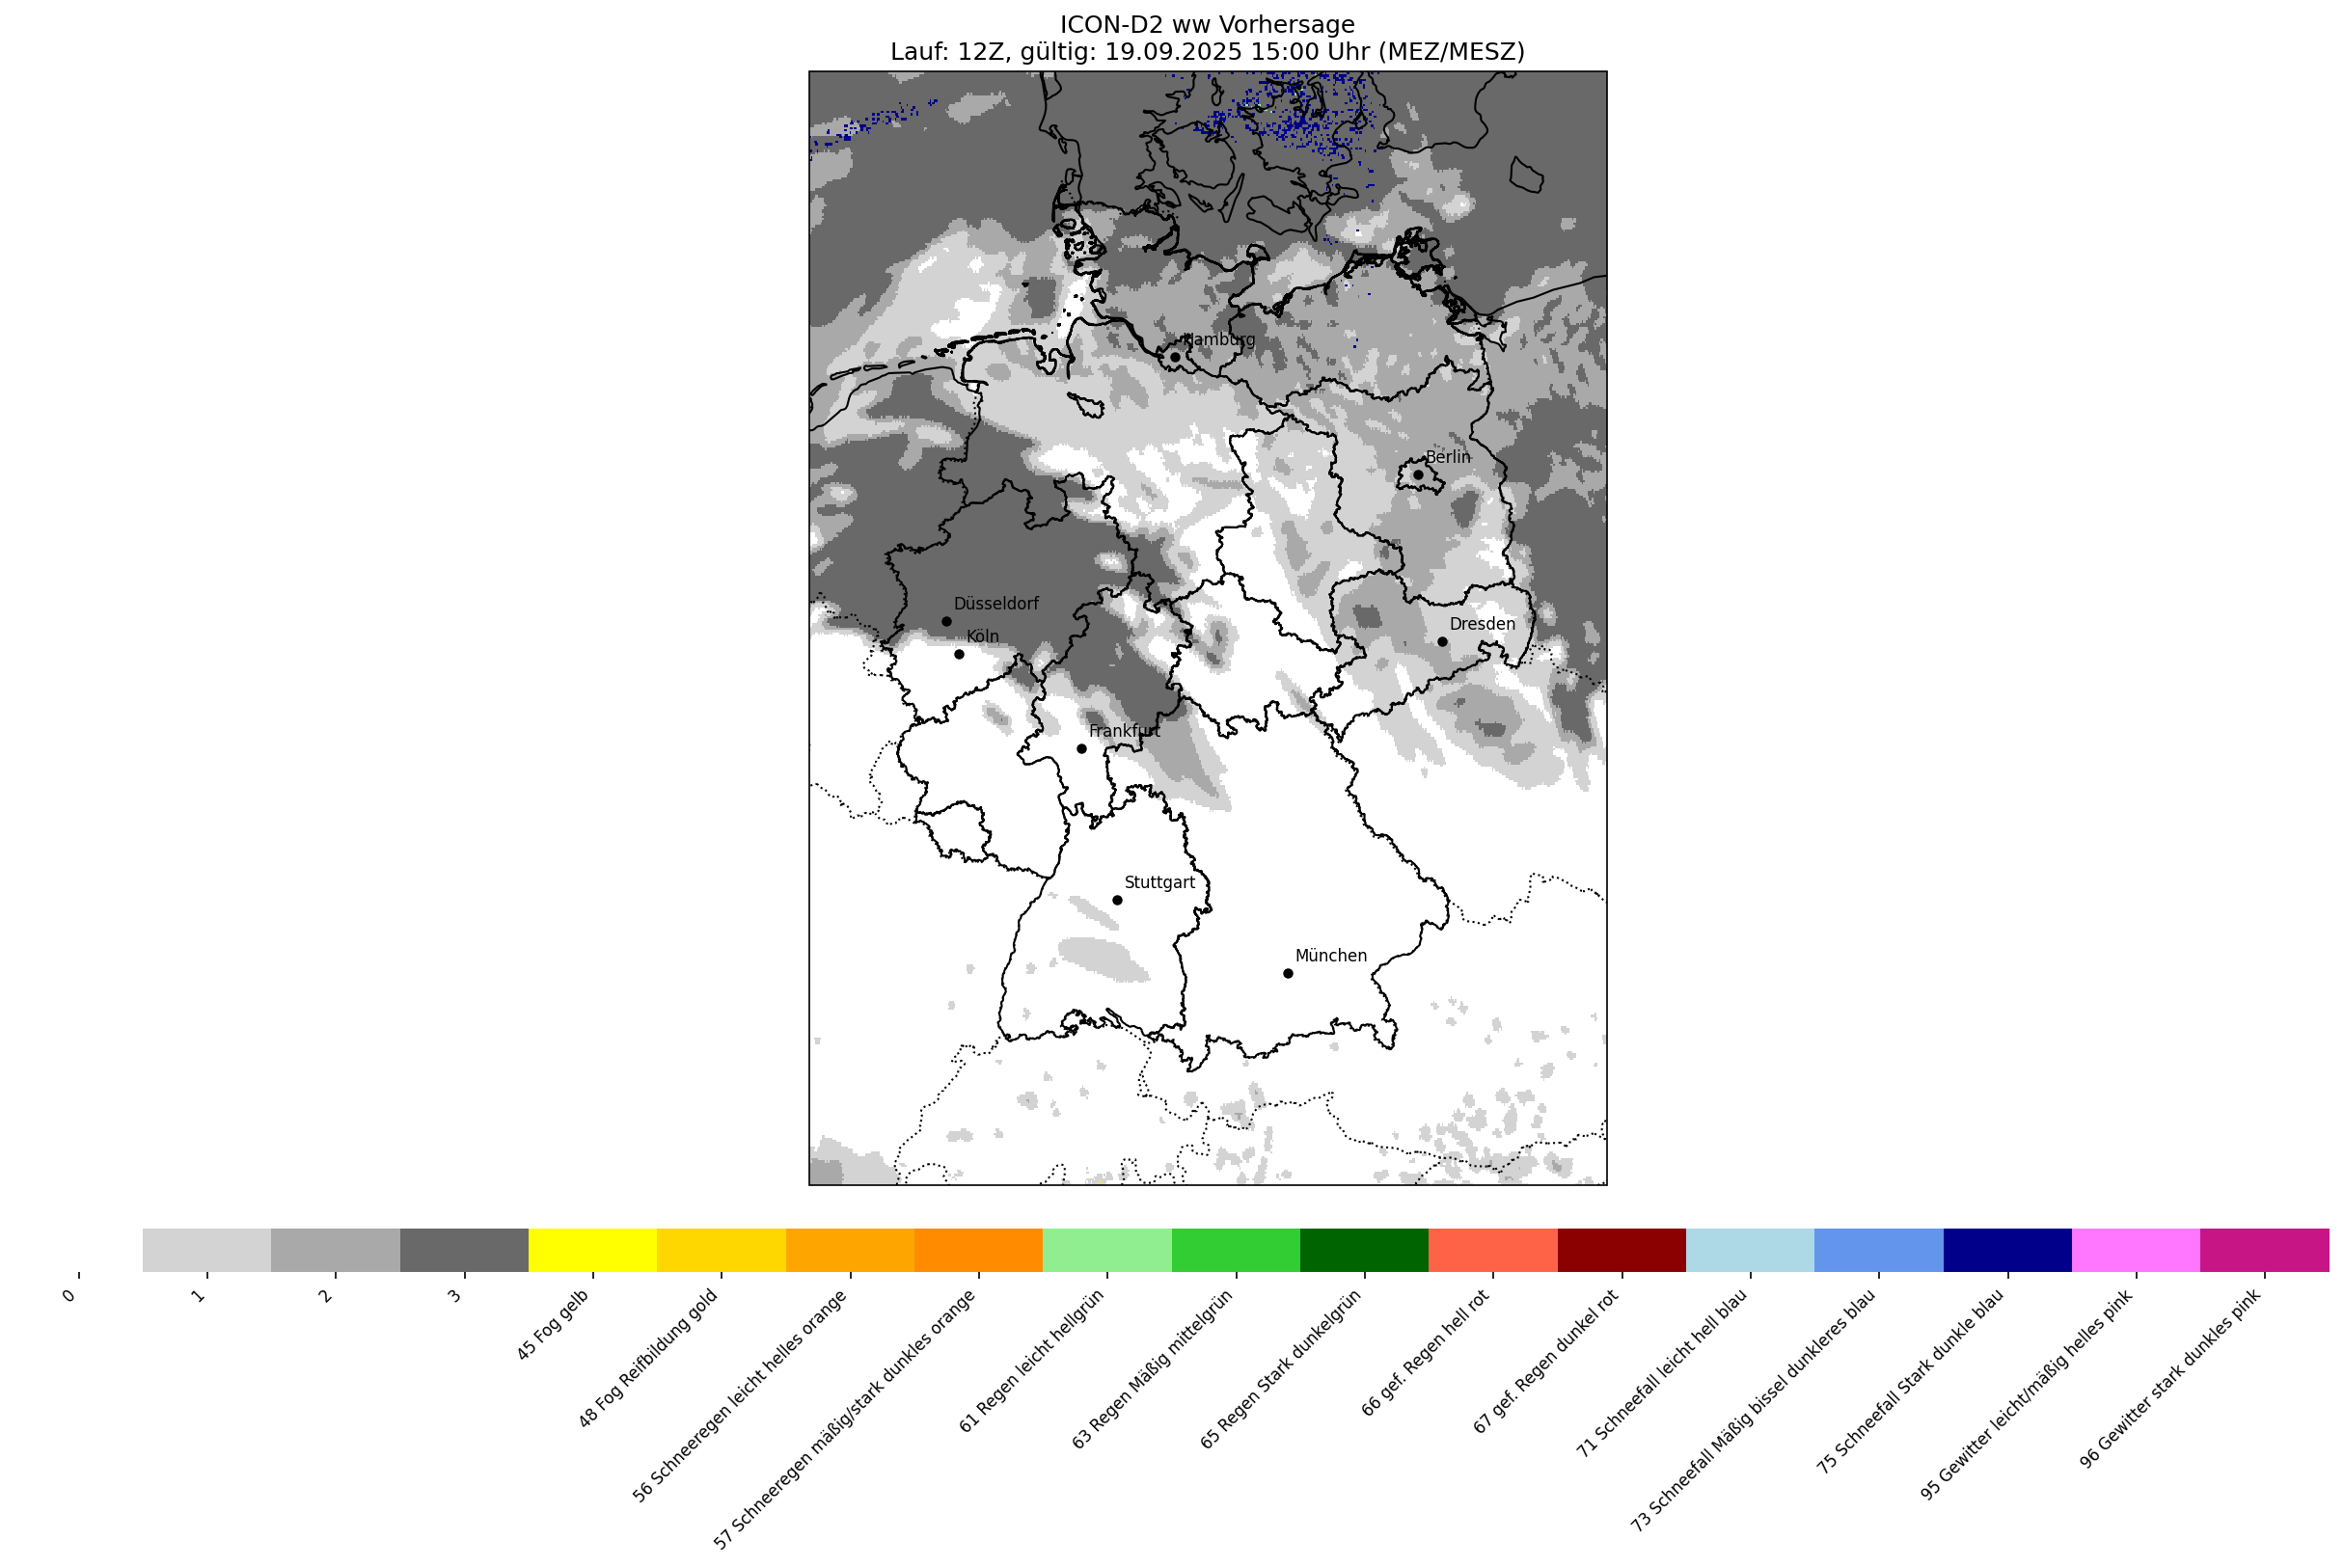 ICON-D2 ww Vorhersage
Lauf: 12Z, gültig: 19.09.2025 15:00 Uhr (MEZ/MESZ)
Hamburg
Berlin
Düsseldorf
Köln
Dresden
Frankfurt
Stuttgart
München
0
1
2
3
45 Fog gelb
48 Fog Reifbildung gold
56 Schneeregen leicht helles orange
57 Schneeregen mäßig/stark dunkles orange
61 Regen leicht hellgrün
63 Regen Mäßig mittelgrün
65 Regen Stark dunkelgrün
66 gef. Regen hell rot
67 gef. Regen dunkel rot
71 Schneefall leicht hell blau
73 Schneefall Mäßig bissel dunkleres blau
75 Schneefall Stark dunkle blau
95 Gewitter leicht/mäßig helles pink
96 Gewitter stark dunkles pink